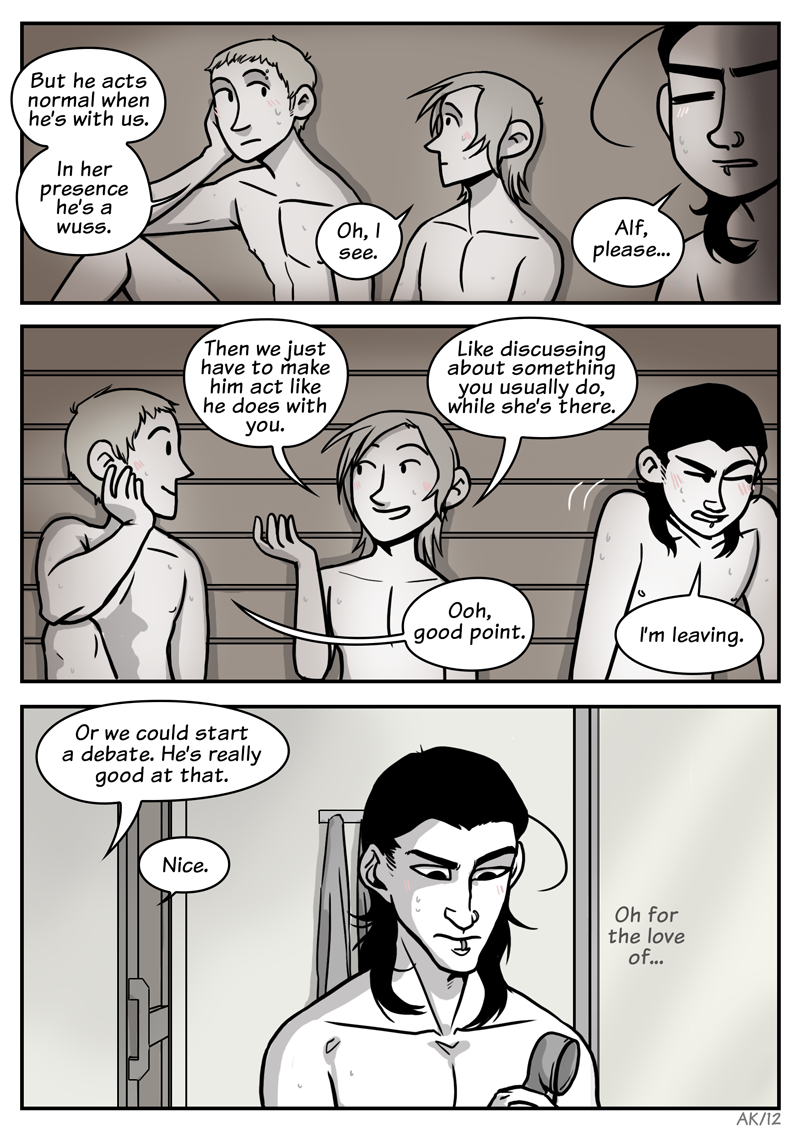 But he acts
normal when
he's with us.
In her
presence
he's a
wuss.
Oh, I
see.
Alf,
please...
Then we just
have to make
him act like
he does with
you.
Like discussing
about something
you usually do,
while she's there.
Ooh,
good point.
I'm leaving.
Or we could start
a debate. He's really
good at that.
Nice.
Oh for
the love
of...
AK/12